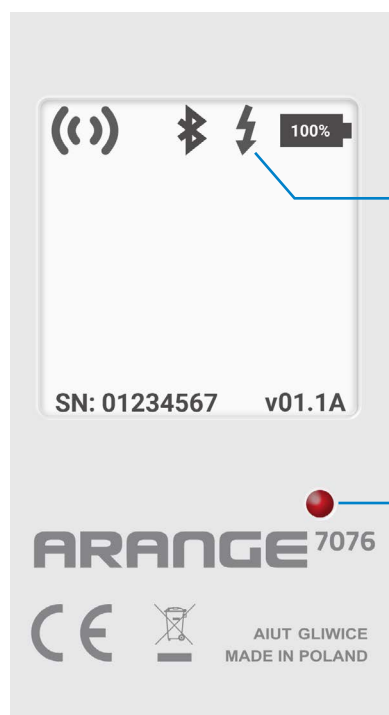 100%
SN: 01234567 v01.1A
ARANGE 7076
CE
AIUT GLIWICE
MADE IN POLAND